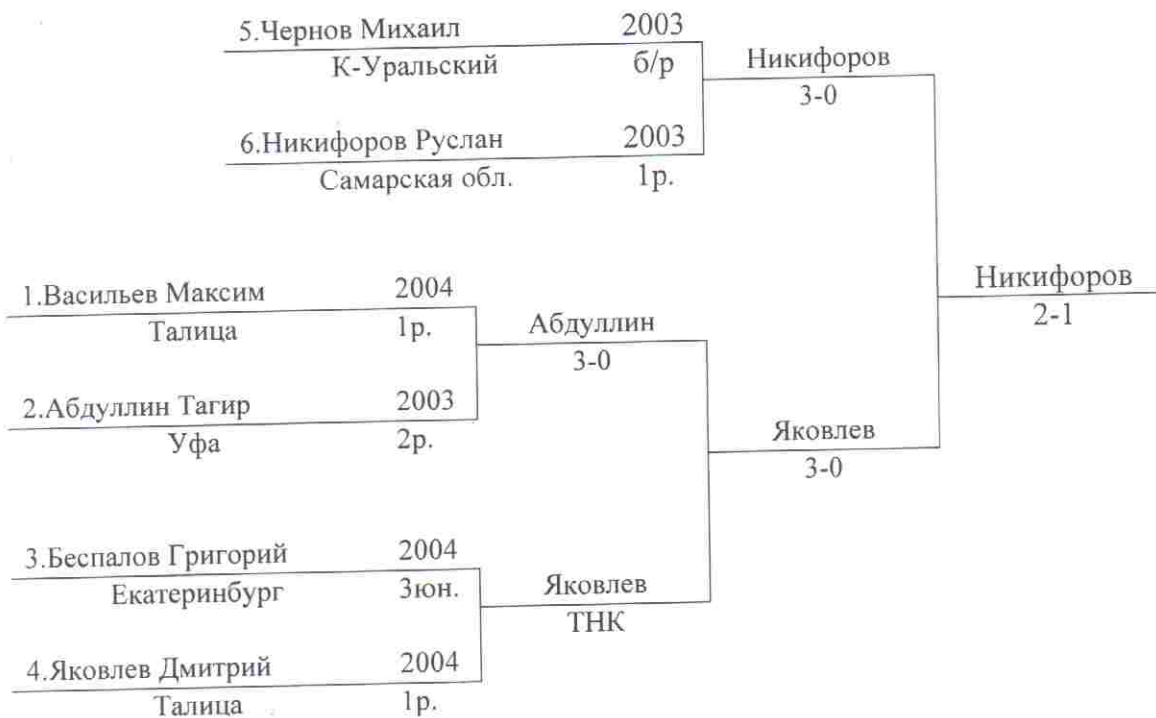 5.Чернов Михаил 2003
К-Уральский б/р
Никифоров
3-0
6.Никифоров Руслан 2003
Самарская обл. 1р.
Никифоров
2-1
1.Васильев Максим 2004
Талица 1р.
Абдуллин
3-0
2.Абдуллин Тагир 2003
Уфа 2р.
Яковлев
3-0
3.Беспалов Григорий 2004
Екатеринбург 3юн.
Яковлев
ТНК
4.Яковлев Дмитрий 2004
Талица 1р.